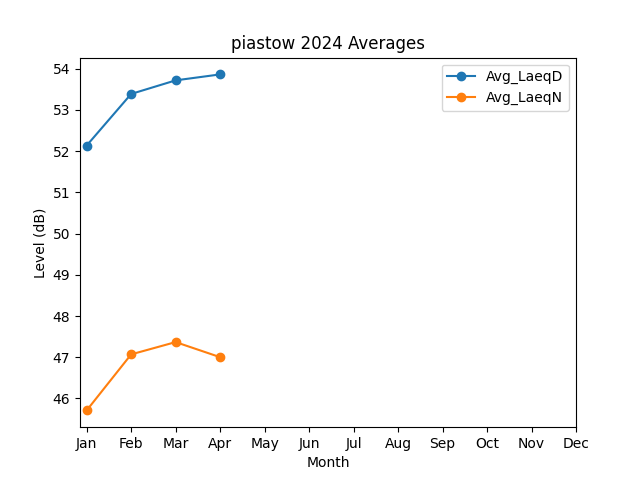 piastow 2024 Averages
Avg_LaeqD
Avg_LaeqN
Level (dB)
54
53
52
51
50
49
48
47
46
Jan Feb Mar Apr May Jun Jul Aug Sep Oct Nov Dec
Month